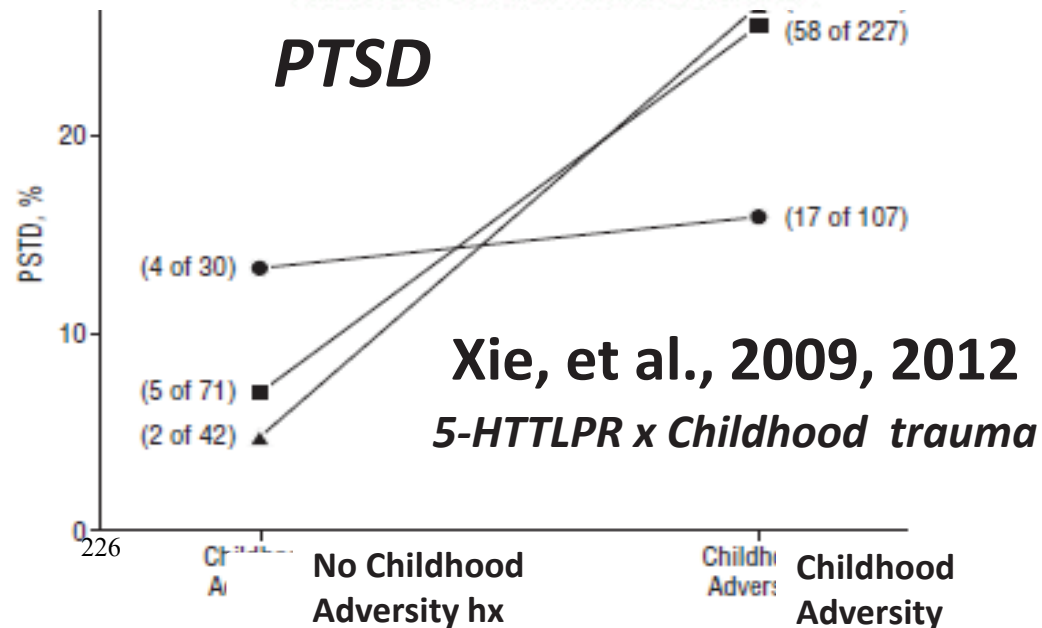 PTSD
(58 of 227)
20
PSTD, %
(17 of 107)
(4 of 30)
10
Xie, et al., 2009, 2012
(5 of 71)
5-HTTLPR x Childhood trauma
(2 of 42)
0
226
No Childhood
Adversity hx
Childhood
Adversity